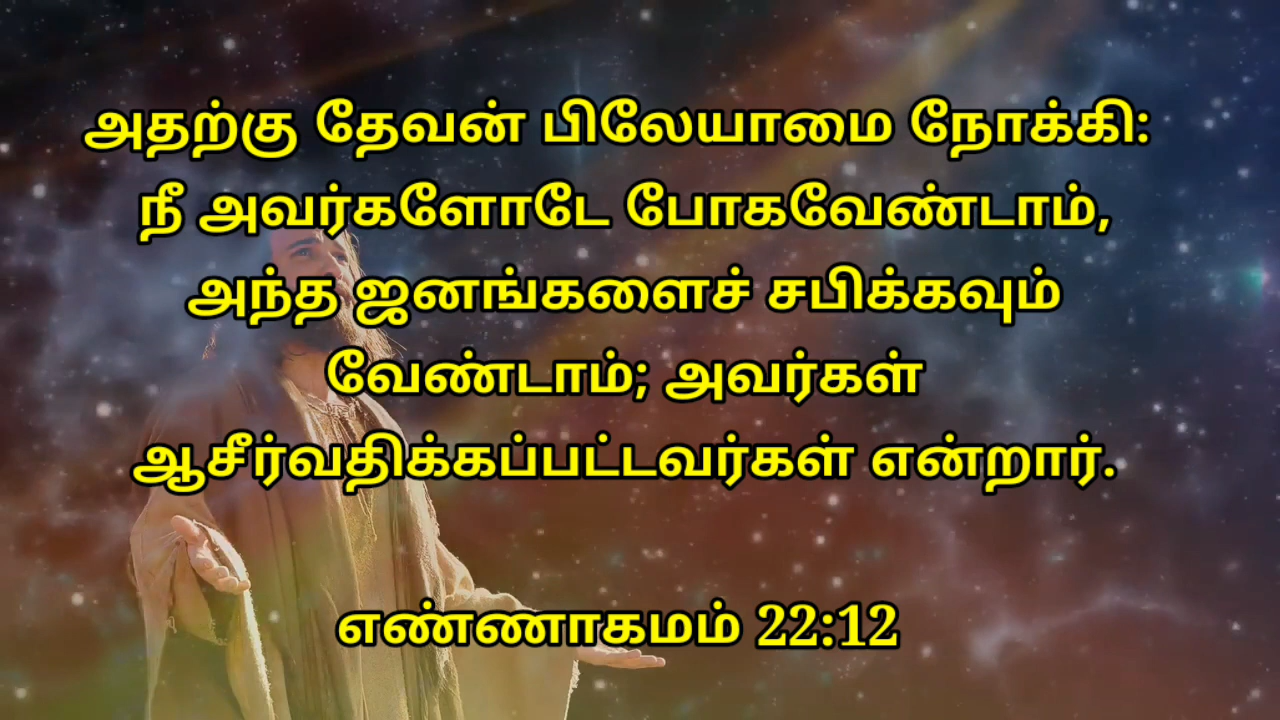 அதற்கு தேவன் பிலேயாமை நோக்கி:
நீ அவர்களோடே போகவேண்டாம்,
அந்த ஜனங்களைச் சபிக்கவும்
வேண்டாம்; அவர்கள்
ஆசீர்வதிக்கப்பட்டவர்கள் என்றார்.
எண்ணாகமம் 22:12